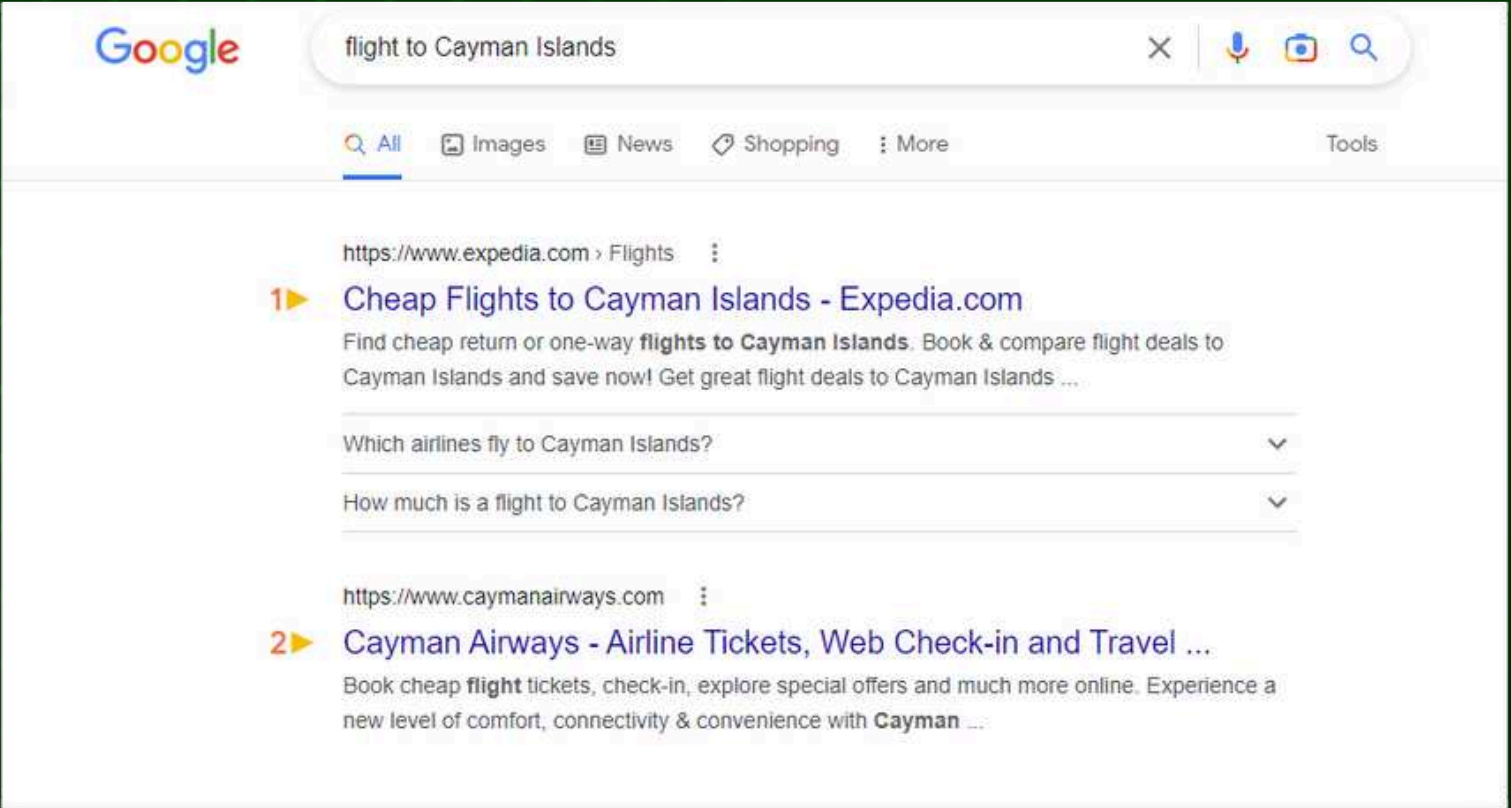 Google
flight to Cayman Islands
All Images News Shopping More Tools
https://www.expedia.com › Flights
1
Cheap Flights to Cayman Islands - Expedia.com
Find cheap return or one-way flights to Cayman Islands. Book & compare flight deals to
Cayman Islands and save now! Get great flight deals to Cayman Islands ...
Which airlines fly to Cayman Islands?
How much is a flight to Cayman Islands?
https://www.caymanairways.com
2
Cayman Airways - Airline Tickets, Web Check-in and Travel ...
Book cheap flight tickets, check-in, explore special offers and much more online. Experience a
new level of comfort, connectivity & convenience with Cayman ...